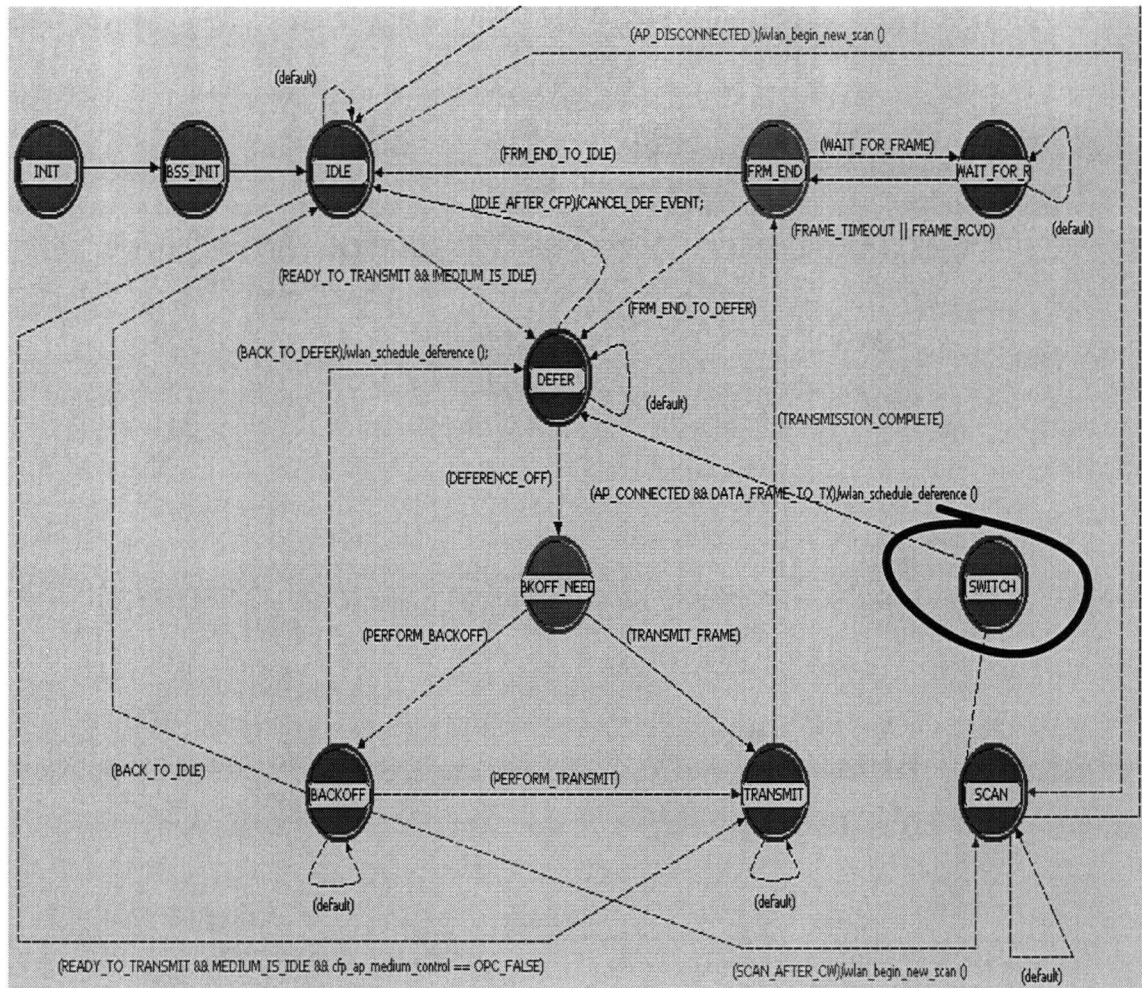 (AP_DISCONNECTED )/wlan_begin_new_scan ()
(default)
INIT
BSS_INIT
IDLE
(FRM_END_TO_IDLE)
FRM_END
(WAIT_FOR_FRAME)
WAIT_FOR_R
(IDLE_AFTER_CFP)/CANCEL_DEF_EVENT;
(FRAME_TIMEOUT || FRAME_RCVD)
(default)
(READY_TO_TRANSMIT && !MEDIUM_IS_IDLE)
(FRM_END_TO_DEFER)
(BACK_TO_DEFER)/wlan_schedule_deference ();
DEFER
(default)
(TRANSMISSION_COMPLETE)
(DEFERENCE_OFF)
(AP_CONNECTED && DATA_FRAME_TO_TX)/wlan_schedule_deference ()
BKOFF_NEED
SWITCH
(PERFORM_BACKOFF)
(TRANSMIT_FRAME)
(BACK_TO_IDLE)
BACKOFF
(PERFORM_TRANSMIT)
TRANSMIT
SCAN
(default)
(default)
(READY_TO_TRANSMIT && MEDIUM_IS_IDLE && cfp_ap_medium_control == OPC_FALSE)
(SCAN_AFTER_CW)/wlan_begin_new_scan ()
(default)